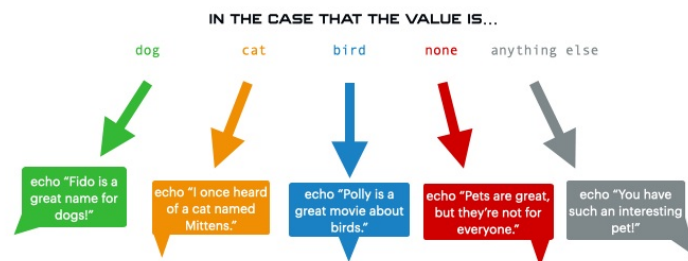 IN THE CASE THAT THE VALUE IS...
dog cat bird none anything else
echo "Fido is a
great name for
dogs!"
echo "I once heard
of a cat named
Mittens."
echo "Polly is a
great movie about
birds."
echo "Pets are great,
but they're not for
everyone."
echo "You have
such an interesting
pet!"